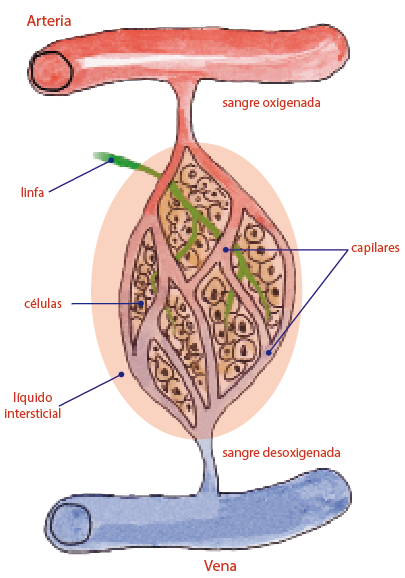 Arteria
sangre oxigenada
linfa
capilares
células
líquido
intersticial
sangre desoxigenada
Vena